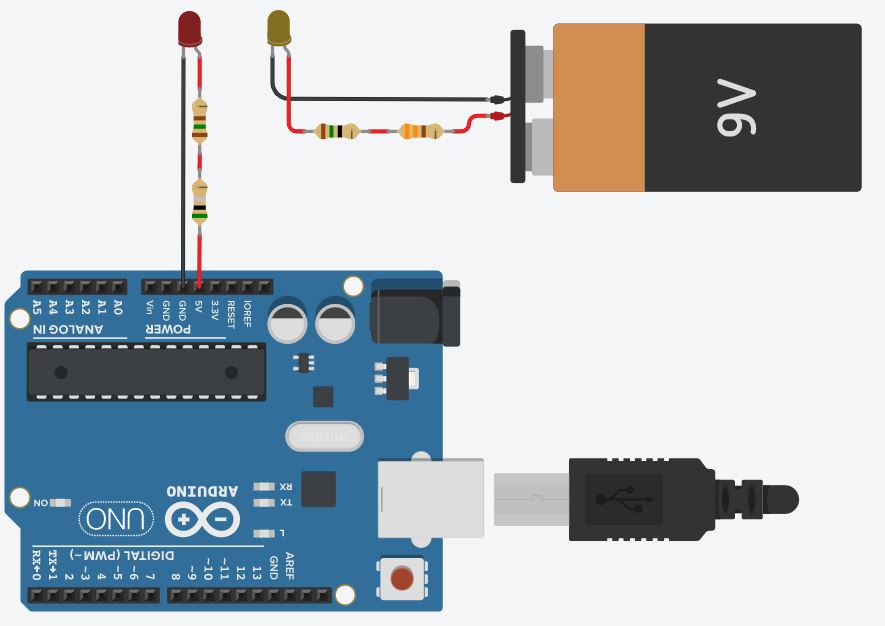 9V
A5
A4
A3
A2
A1
A0
Vin
GND
GND
5V
3.3V
RESET
IOREF
ANALOG IN
POWER
SPK16.000G
ON
UNO
ARDUINO
RX
TX
L
DIGITAL (PWM~)
RX←0
TX→1
2
~3
4
~5
~6
7
8
~9
~10
~11
12
13
GND
AREF